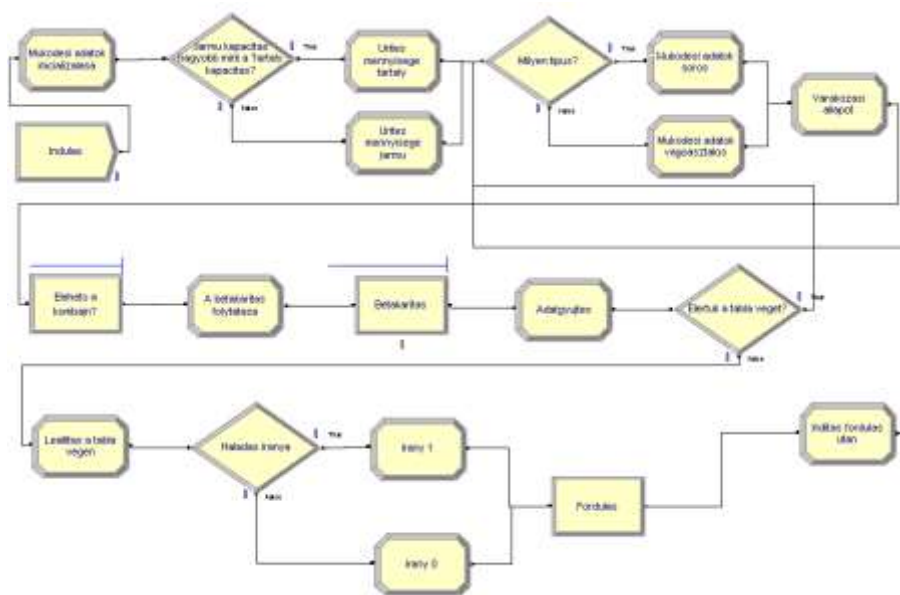 Mukodesi adatok
inicializalasa
Jarmu kapacitas
nagyobb mint a Tartaly
kapacitas?
True
False
Urites
mennyisege
tartaly
Urites
mennyisege
jarmu
Milyen tipus?
True
False
Mukodesi adatok
soros
Mukodesi adatok
vagoasztalos
Varakozasi
allapot
Indulas
Elerheto a
kombajn?
A betakaritas
folytatasa
Betakaritas
Adatgyujtes
Elertuk a tabla veget?
True
False
Leallitas a tabla
vegen
Haladas iranya
True
False
Irany 1
Irany 0
Fordulas
Inditas fordulas
utan